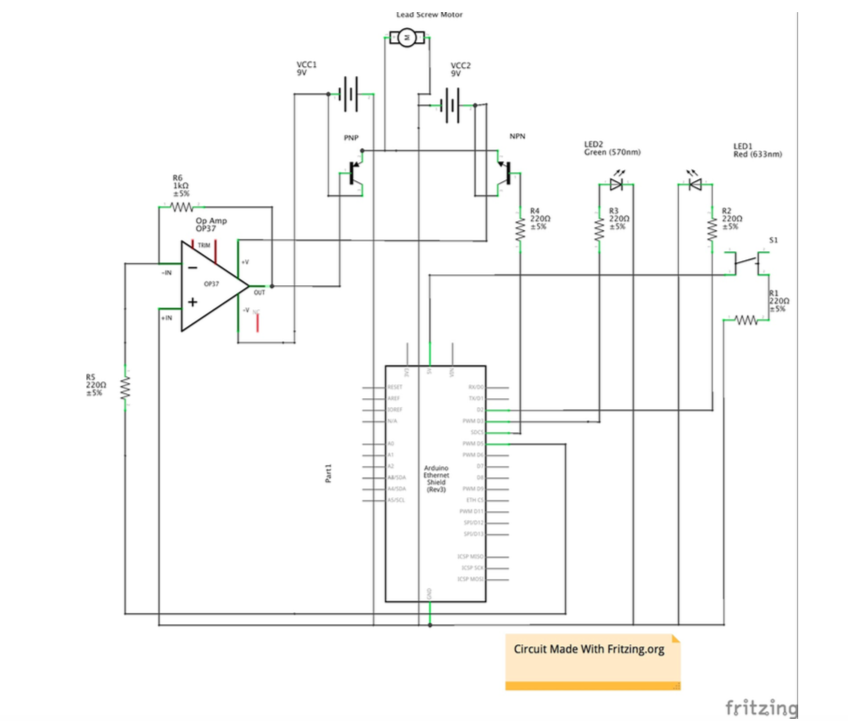 Lead Screw Motor
VCC1
9V
VCC2
9V
PNP
NPN
LED2
Green (570nm)
LED1
Red (633nm)
R6
1kΩ
±5%
Op Amp
OP37
TRIM
-IN
+V
OP37
OUT
+IN
-V
R4
220Ω
±5%
R3
220Ω
±5%
R2
220Ω
±5%
S1
R1
220Ω
±5%
R5
220Ω
±5%
Part1
RESET
AREF
IOREF
N/A
A0
A1
A2
A3/SDA
A4/SDA
A5/SCL
Arduino
Ethernet
Shield
(Rev3)
RX/D0
TX/D1
D2
PWM D3
SDCS
PWM D5
PWM D6
D7
D8
PWM D9
ETH CS
PWM D11
SPI/D12
SPI/D13
ICSP MISO
ICSP SCK
ICSP MOSI
GND
Circuit Made With Fritzing.org
fritzing